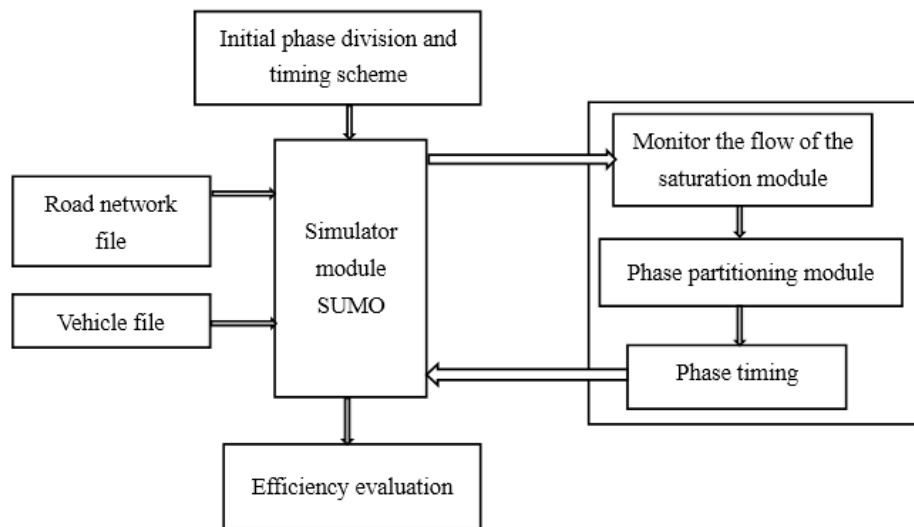 Initial phase division and
timing scheme
Monitor the flow of the
saturation module
Road network
file
Simulator
module
SUMO
Phase partitioning module
Vehicle file
Phase timing
Efficiency evaluation